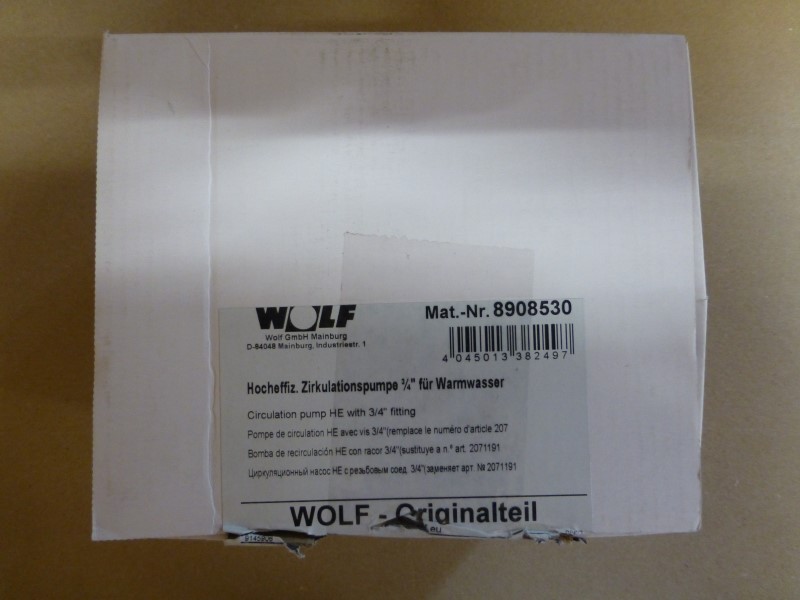 WOLF
Wolf GmbH Mainburg
D-84048 Mainburg, Industriestr. 1
Mat.-Nr. 8908530
4 045013 382497
Hocheffiz. Zirkulationspumpe ¾" für Warmwasser
Circulation pump HE with 3/4" fitting
Pompe de circulation HE avec vis 3/4"(remplace le numéro d'article 207
Bomba de recirculación HE con racor 3/4"(sustituye a n.° art. 2071191
Циркуляционный насос HE с резьбовым соед. 3/4"(заменяет арт. № 2071191
WOLF - Originalteil
.eu